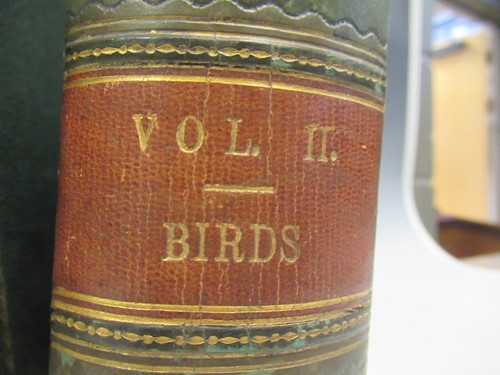 VOL. II.
BIRDS